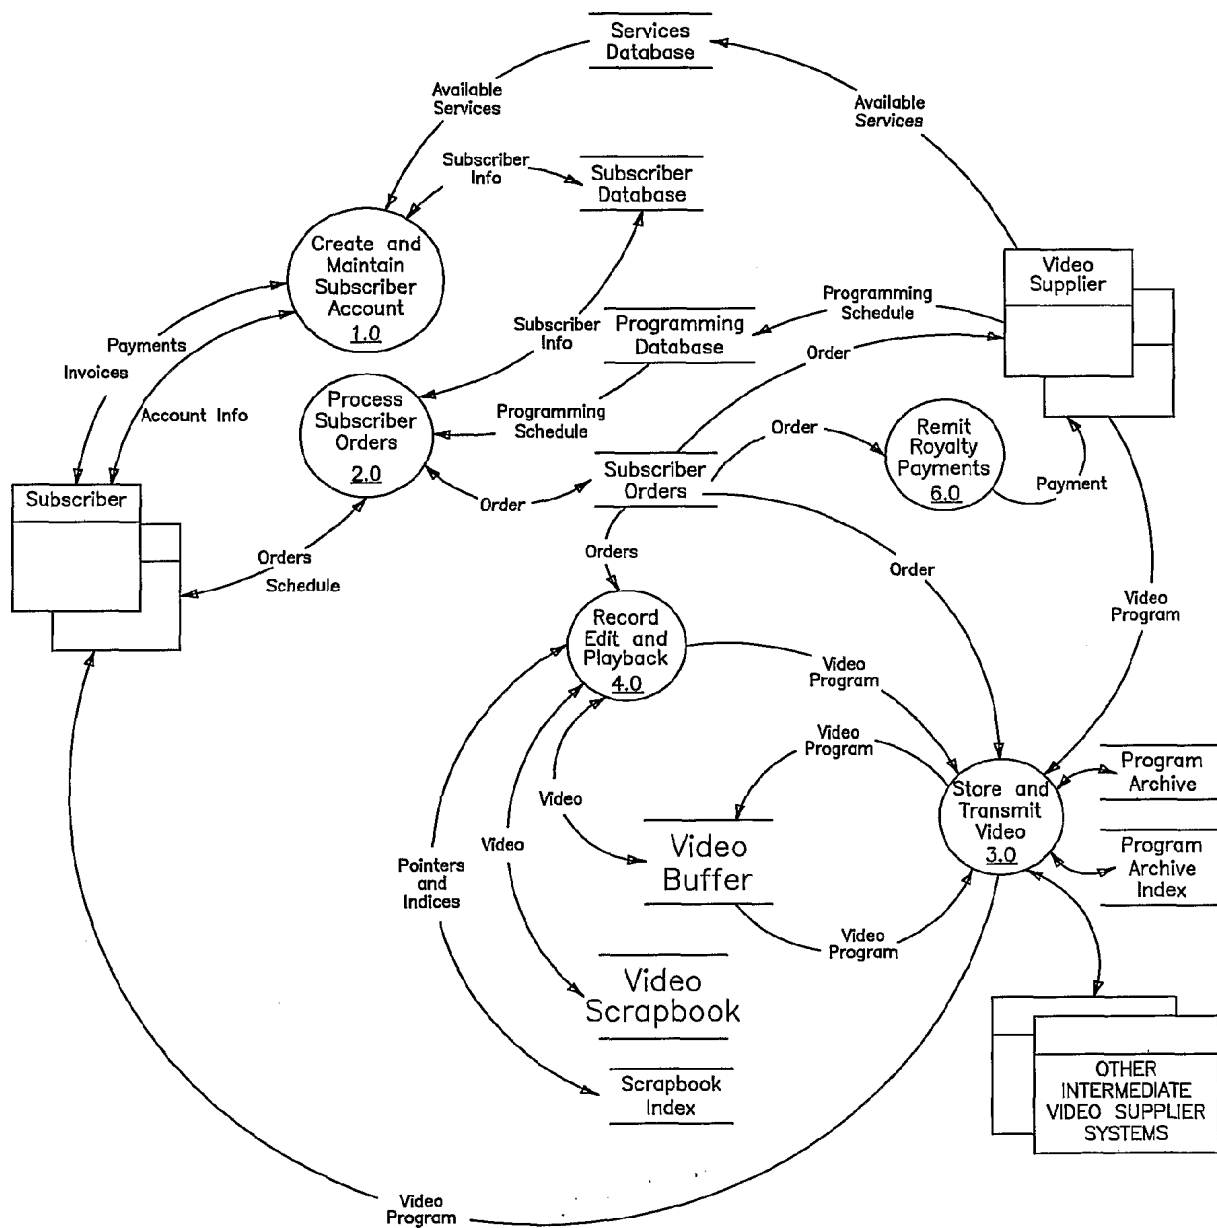 Services
Database
Available
Services
Available
Services
Subscriber
Info
Subscriber
Database
Create and
Maintain
Subscriber
Account
1.0
Video
Supplier
Programming
Schedule
Subscriber
Info
Programming
Database
Order
Payments
Invoices
Account Info
Process
Subscriber
Orders
2.0
Programming
Schedule
Order
Remit
Royalty
Payments
6.0
Payment
Subscriber
Order
Subscriber
Orders
Orders
Schedule
Orders
Order
Video
Program
Record
Edit and
Playback
4.0
Video
Program
Video
Program
Store and
Transmit
Video
3.0
Program
Archive
Video
Video
Pointers
and
Indices
Video
Buffer
Program
Archive
Index
Video
Program
Video
Scrapbook
Scrapbook
Index
OTHER
INTERMEDIATE
VIDEO SUPPLIER
SYSTEMS
Video
Program